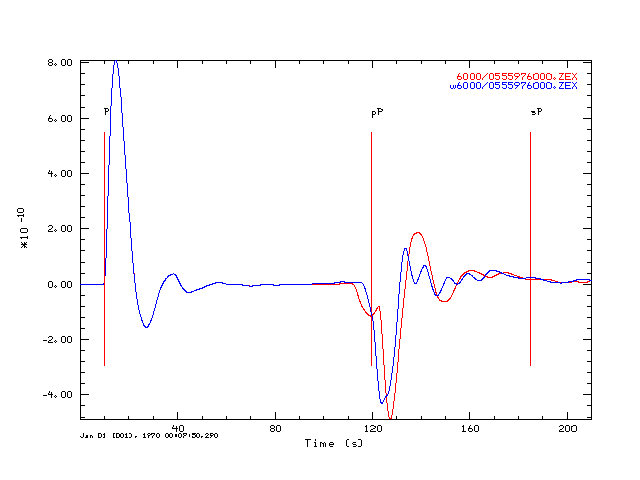 8.00
6000/0555976000.ZEX
w6000/0555976000.ZEX
P
pP
sP
6.00
4.00
*10 -10
2.00
0.00
-2.00
-4.00
40
80
120
160
200
Jan 01 (001), 1970 00:07:50.290
Time (s)